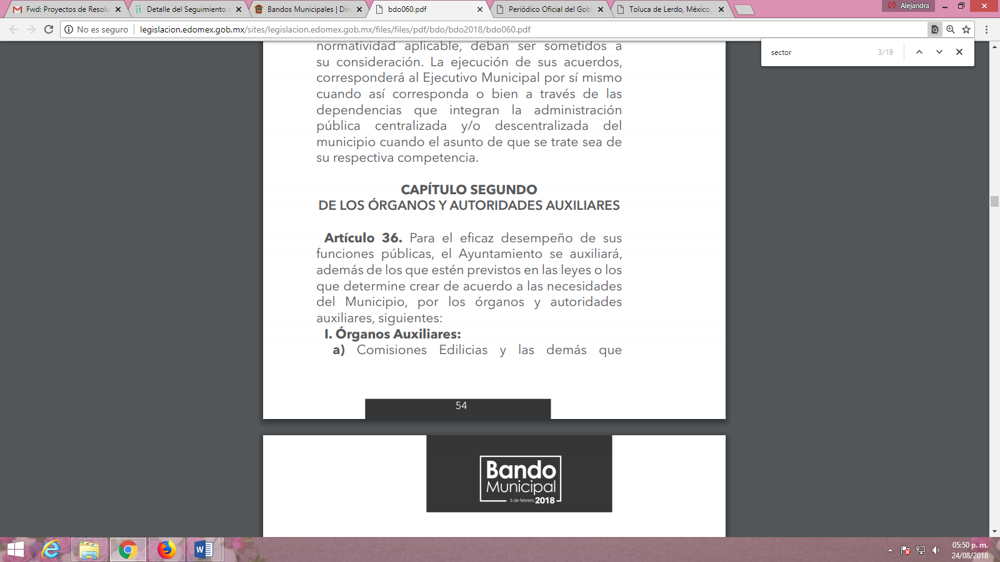 Fwd: Proyectos de Resolu
Detalle del Seguimiento d
Bandos Municipales | Dire
bdo060.pdf
Periódico Oficial del Gob
Toluca de Lerdo, México,
Alejandra
No es seguro
legislacion.edomex.gob.mx/sites/legislacion.edomex.gob.mx/files/files/pdf/bdo/bdo2018/bdo060.pdf
sector
3/19
normatividad aplicable, deban ser sometidos a
su consideración. La ejecución de sus acuerdos,
corresponderá al Ejecutivo Municipal por sí mismo
cuando así corresponda o bien a través de las
dependencias que integran la administración
pública centralizada y/o descentralizada del
municipio cuando el asunto de que se trate sea de
su respectiva competencia.
CAPÍTULO SEGUNDO
DE LOS ÓRGANOS Y AUTORIDADES AUXILIARES
Artículo 36. Para el eficaz desempeño de sus
funciones públicas, el Ayuntamiento se auxiliará,
además de los que estén previstos en las leyes o los
que determine crear de acuerdo a las necesidades
del Municipio, por los órganos y autoridades
auxiliares, siguientes:
I. Órganos Auxiliares:
a) Comisiones Edilicias y las demás que
54
Bando
Municipal
5 de febrero 2018
05:50 p. m.
24/08/2018